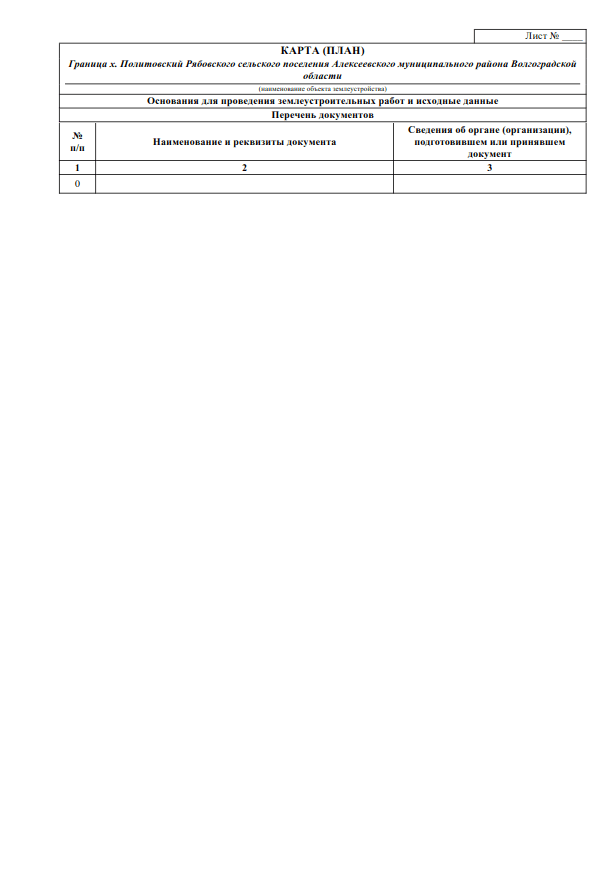 Лист № ____
КАРТА (ПЛАН)
Граница х. Политовский Рябовского сельского поселения Алексеевского муниципального района Волгоградской
области
(наименование объекта землеустройства)
Основания для проведения землеустроительных работ и исходные данные
Перечень документов
№
п/п
Наименование и реквизиты документа
Сведения об органе (организации),
подготовившем или принявшем
документ
1
2
3
0